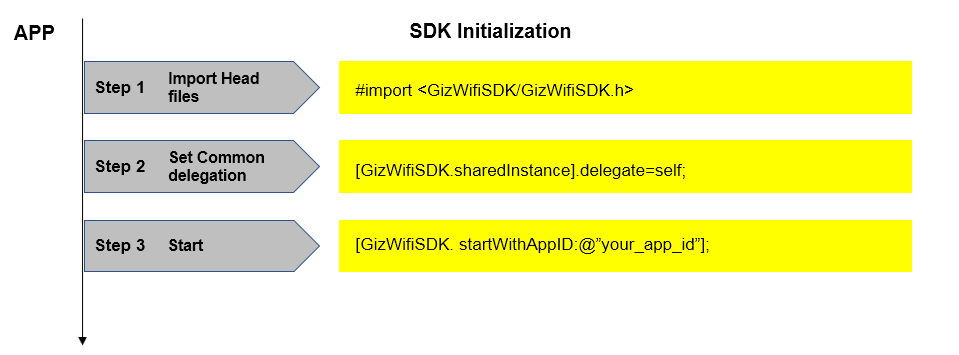 APP
SDK Initialization
Step 1
Import Head
files
#import <GizWifiSDK/GizWifiSDK.h>
Step 2
Set Common
delegation
[GizWifiSDK.sharedInstance].delegate=self;
Step 3
Start
[GizWifiSDK. startWithAppID:@”your_app_id”];